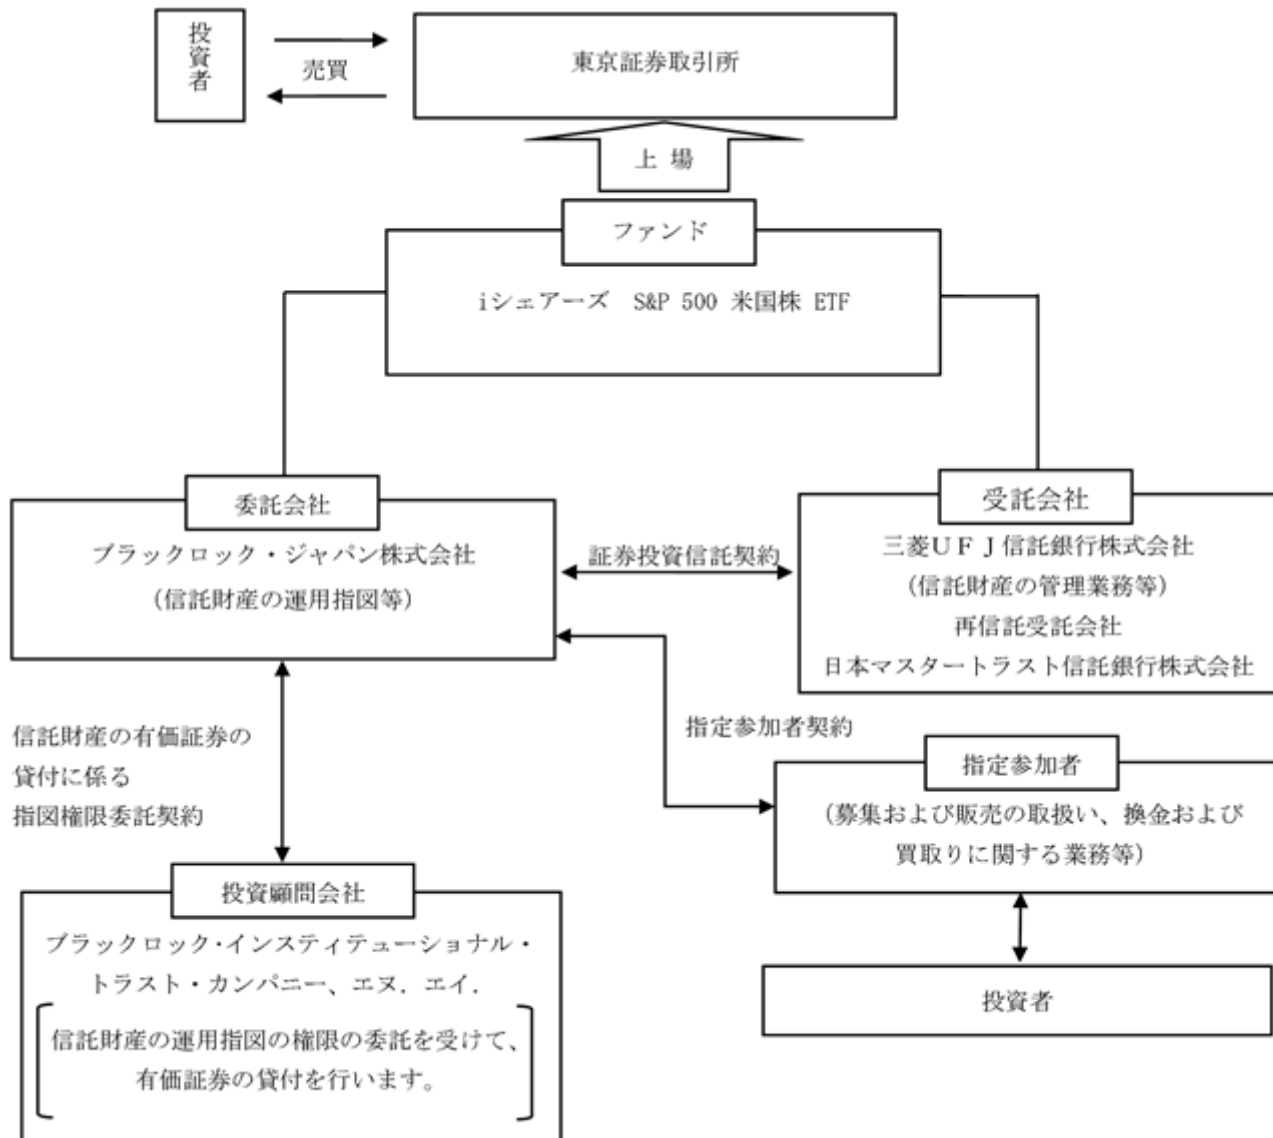 投資者
売買
東京証券取引所
上 場
ファンド
iシェアーズ S&P 500 米国株 ETF
委託会社
ブラックロック・ジャパン株式会社
(信託財産の運用指図等)
証券投資信託契約
受託会社
三菱UFJ信託銀行株式会社
(信託財産の管理業務等)
再信託受託会社
日本マスタートラスト信託銀行株式会社
信託財産の有価証券の
貸付に係る
指図権限委託契約
指定参加者契約
指定参加者
(募集および販売の取扱い、換金および
買取りに関する業務等)
投資顧問会社
ブラックロック・インスティテューショナル・
トラスト・カンパニー、エヌ．エイ．
信託財産の運用指図の権限の委託を受けて、
有価証券の貸付を行います。
投資者